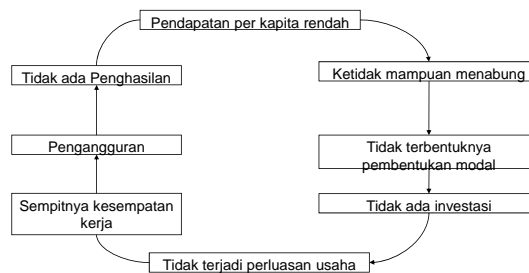 Pendapatan per kapita rendah
Tidak ada Penghasilan
Ketidak mampuan menabung
Pengangguran
Tidak terbentuknya
pembentukan modal
Sempitnya kesempatan
kerja
Tidak ada investasi
Tidak terjadi perluasan usaha